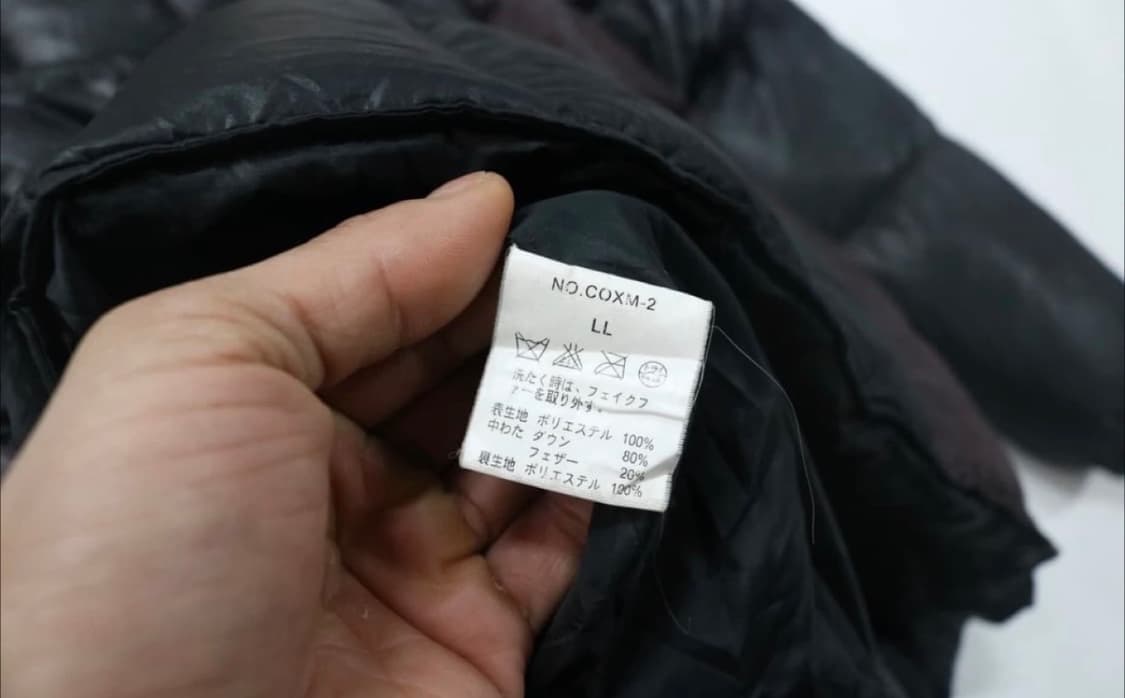 NO.COXM-2
LL
洗たく時は、フェイクフ
ァーを取り外す。
表生地 ポリエステル 100%
中わた ダウン 80%
フェザー 20%
裏生地 ポリエステル 100%